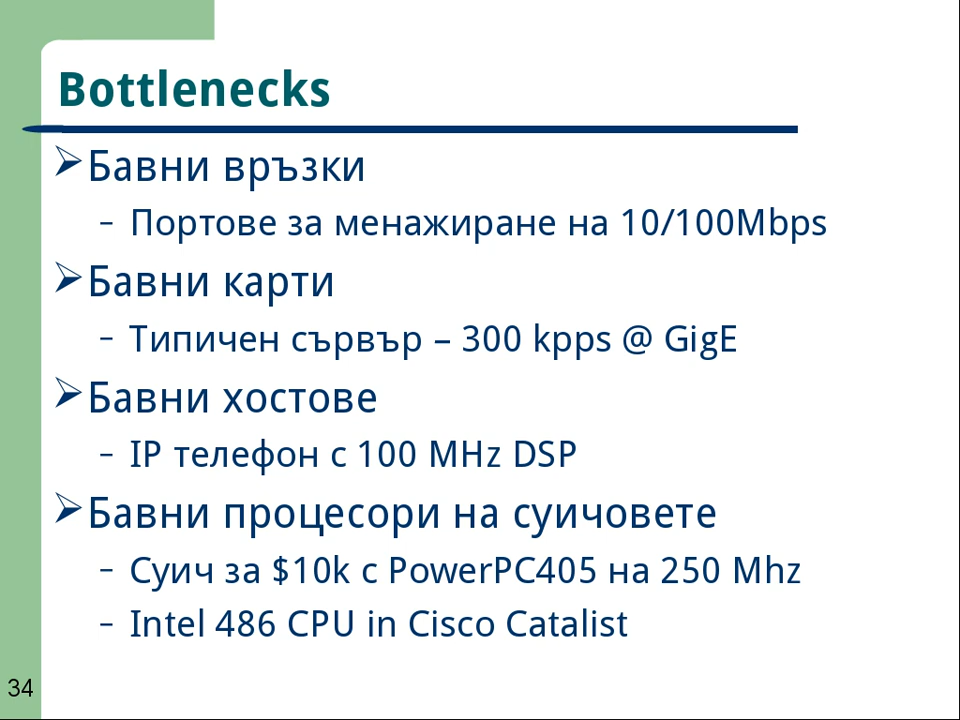 Bottlenecks
Бавни връзки
– Портове за менажиране на 10/100Mbps
Бавни карти
– Типичен сървър – 300 kpps @ GigE
Бавни хостове
– IP телефон с 100 MHz DSP
Бавни процесори на суичовете
– Суич за $10k с PowerPC405 на 250 Mhz
– Intel 486 CPU in Cisco Catalist
34